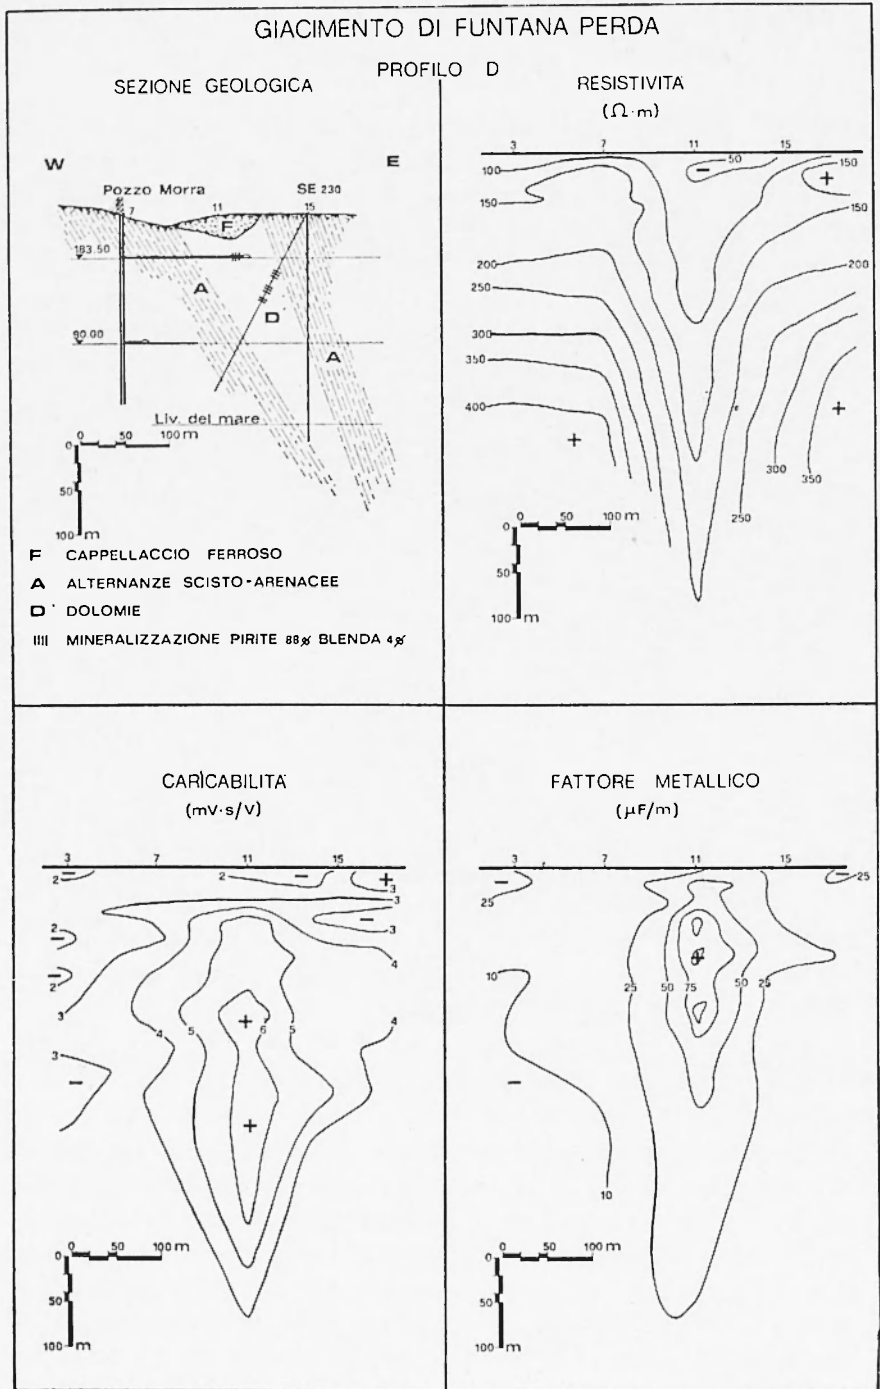 GIACIMENTO DI FUNTANA PERDA
PROFILO D
SEZIONE GEOLOGICA
W
E
Pozzo Morra
SE 230
7
11
15
F
183.50
A
D
90.00
A
Liv. del mare
0 50 100 m
0
50
100 m
F CAPPELLACCIO FERROSO
A ALTERNANZE SCISTO-ARENACEE
D DOLOMIE
MINERALIZZAZIONE PIRITE 88% BLENDA 4%
RESISTIVITÀ
(Ω·m)
3 7 11 15
100
50
150
150
150
200
200
250
300
350
400
300
350
250
0 50 100 m
0
50
100 m
CARICABILITÀ
(mV·s/V)
3 7 11 15
2
2
3
3
2
3
4
2
3
4
5
6
5
4
3
0 50 100 m
0
50
100 m
FATTORE METALLICO
(μF/m)
3 7 11 15
25
25
10
25
50
75
50
25
10
0 50 100 m
0
50
100 m